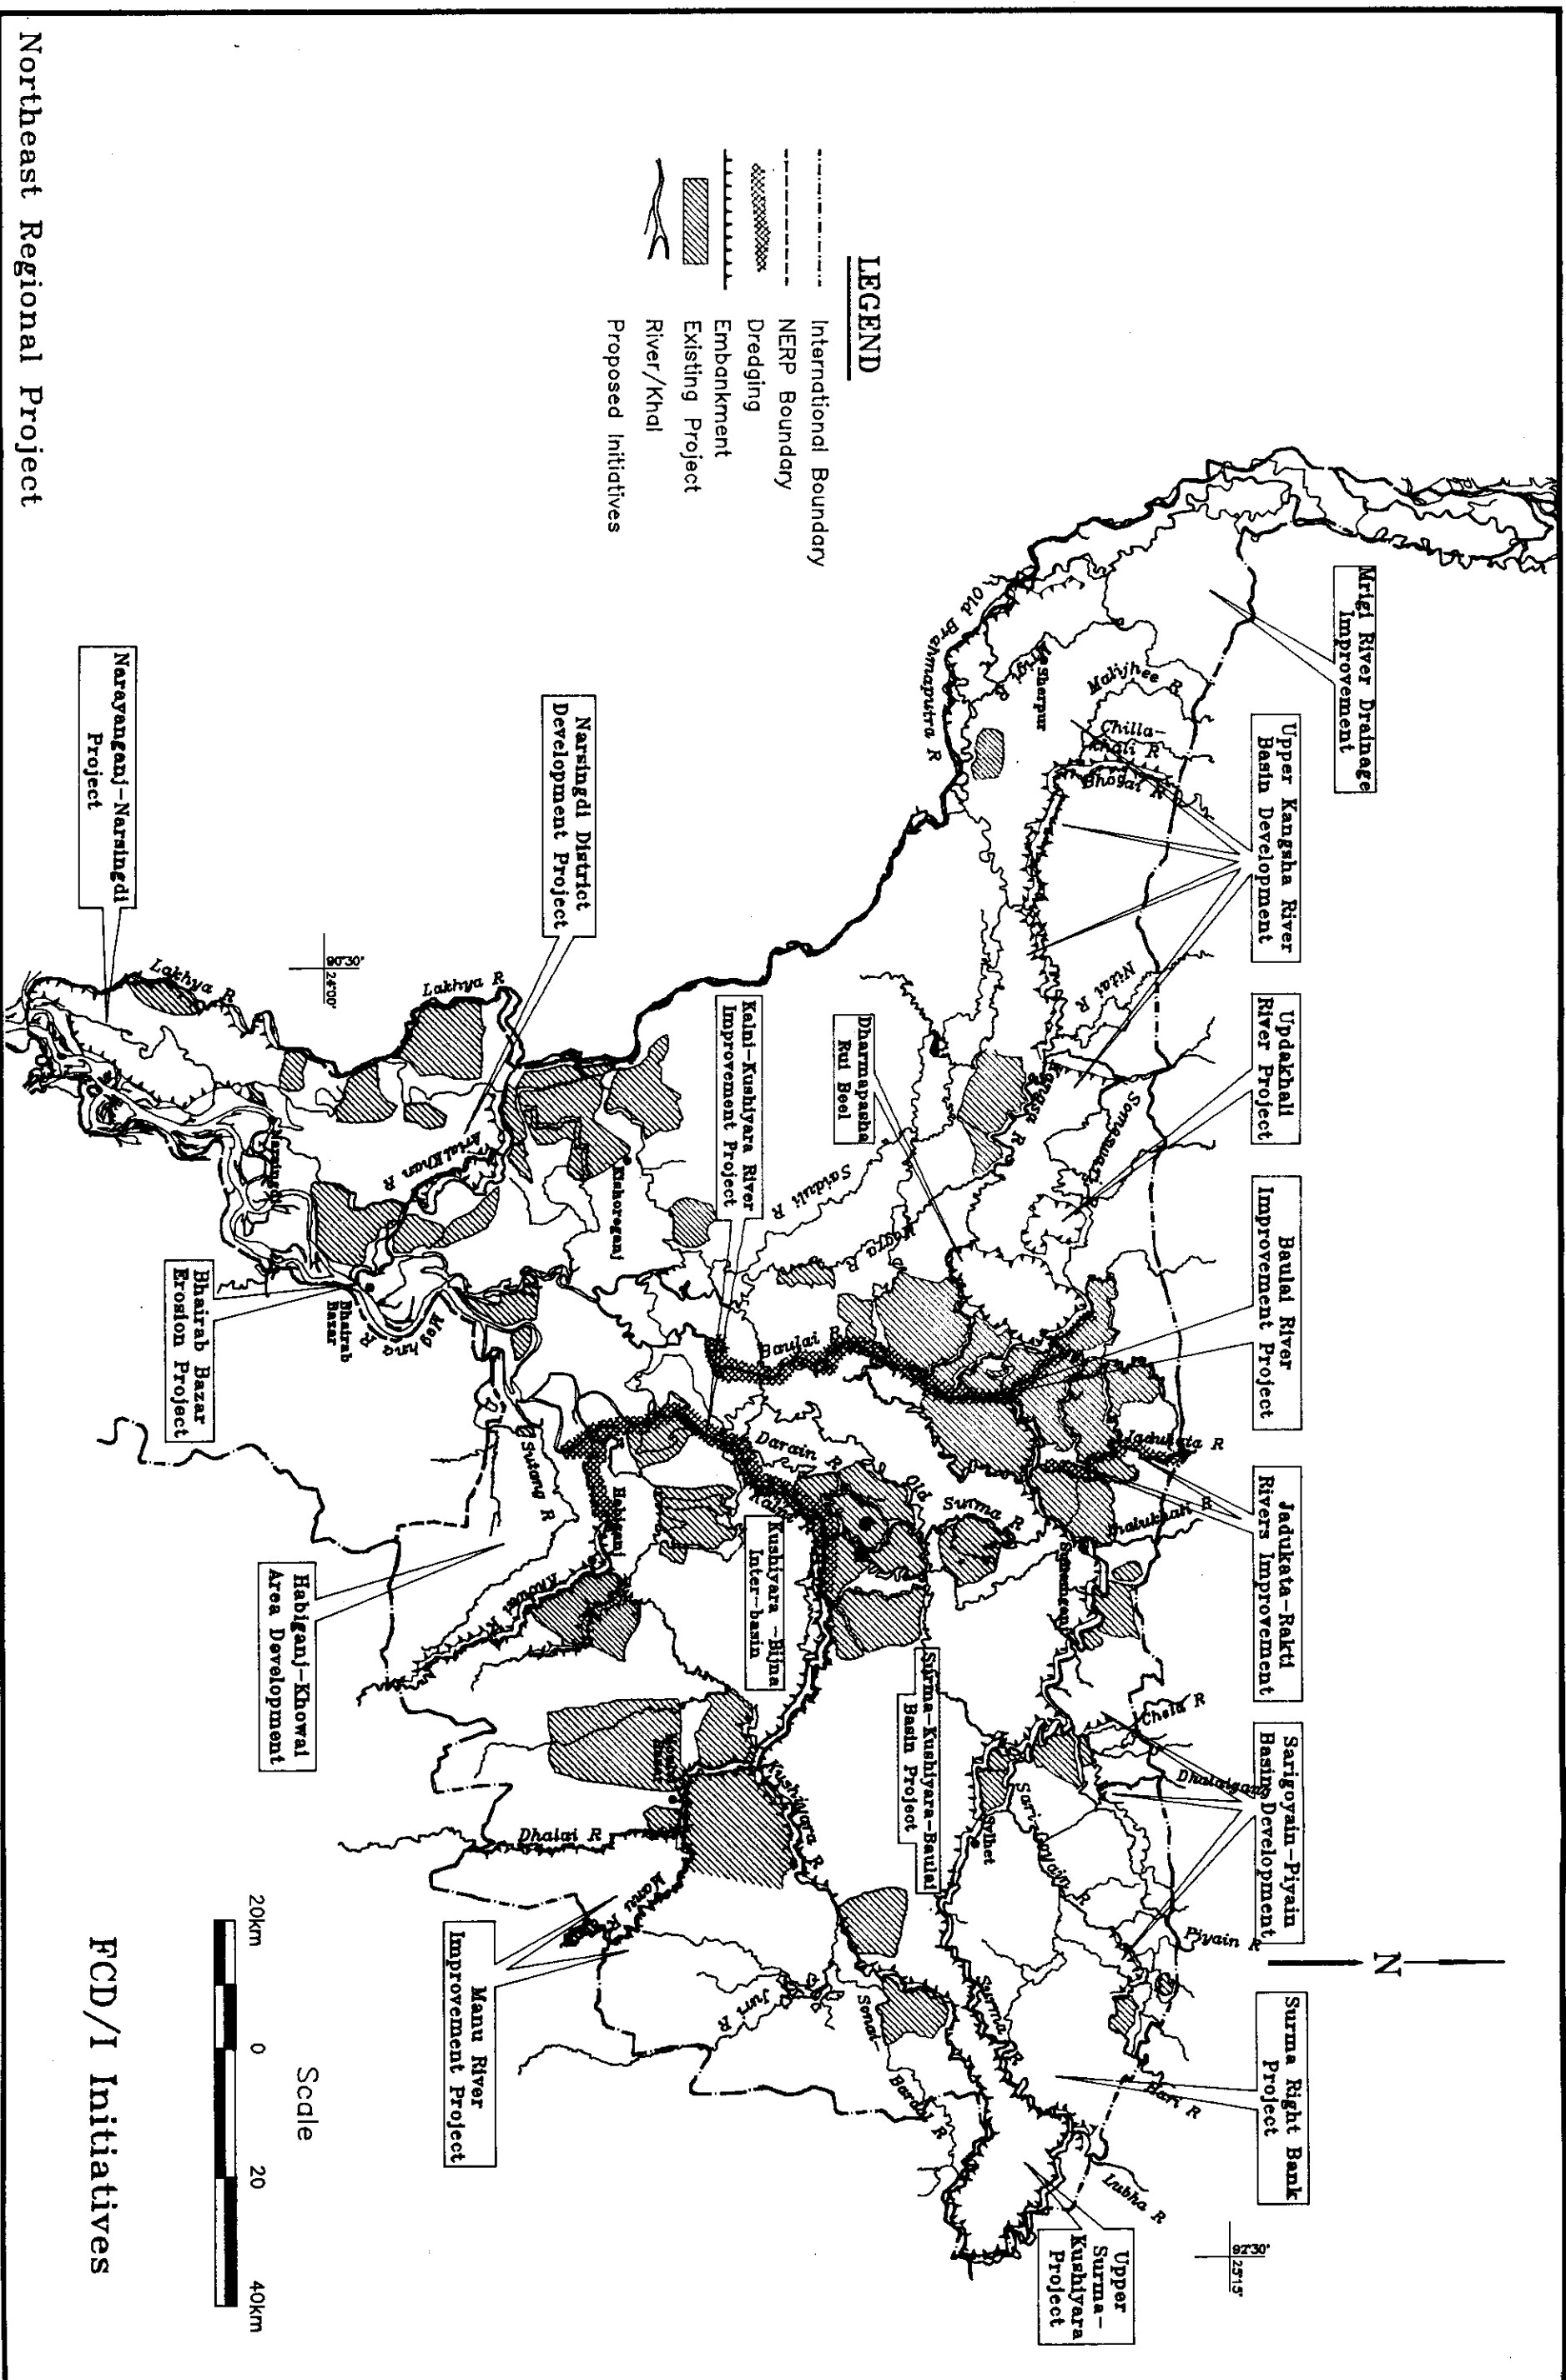 Northeast Regional Project
LEGEND
International Boundary
NERP Boundary
Dredging
Embankment
Existing Project
River/Khal
Proposed Initiatives
Mrigi River Drainage
Improvement
Upper Kangsha River
Basin Development
Updakhali
River Project
Baulai River
Improvement Project
Jadukata-Rakti
Rivers Improvement
Sarigoyain-Piyain
Basin Development
Surma Right Bank
Project
Upper
Surma-
Kushiyara
Project
N
92°30'
25°15'
Dharmapasha
Rui Beel
Kalni-Kushiyara River
Improvement Project
Kushiyara -Bijna
Inter-basin
Surma-Kushiyara-Baulai
Basin Project
Narsingdi District
Development Project
Narayanganj-Narsingdi
Project
Bhairab Bazar
Erosion Project
Habiganj-Khowai
Area Development
Manu River
Improvement Project
90°30'
24°00'
Old Brahmaputra R
Sherpur
Malijhee R
Chilla-
khali R
Bhogai R
Nitai R
Kangsa R
Someswari
Saiduli R
Magra R
Baulai R
Jadukata R
Old
Surma R
Darain R
Kalni
Sunamganj
Chela R
Dhalaigang
Piyain R
Sari-Goyain R
Sylhet
Surma R
Hari R
Lubha R
Sonai-
Bardal R
Juri R
Kushiyara R
Manu R
Dhalai R
Khowai R
Habiganj
Sutang R
Kishoreganj
Lakhya R
Lakhya R
Arial Khan
R
Narsingdi
Bhairab
Bazar
Meghna R
Scale
20km
0
20
40km
FCD/I Initiatives